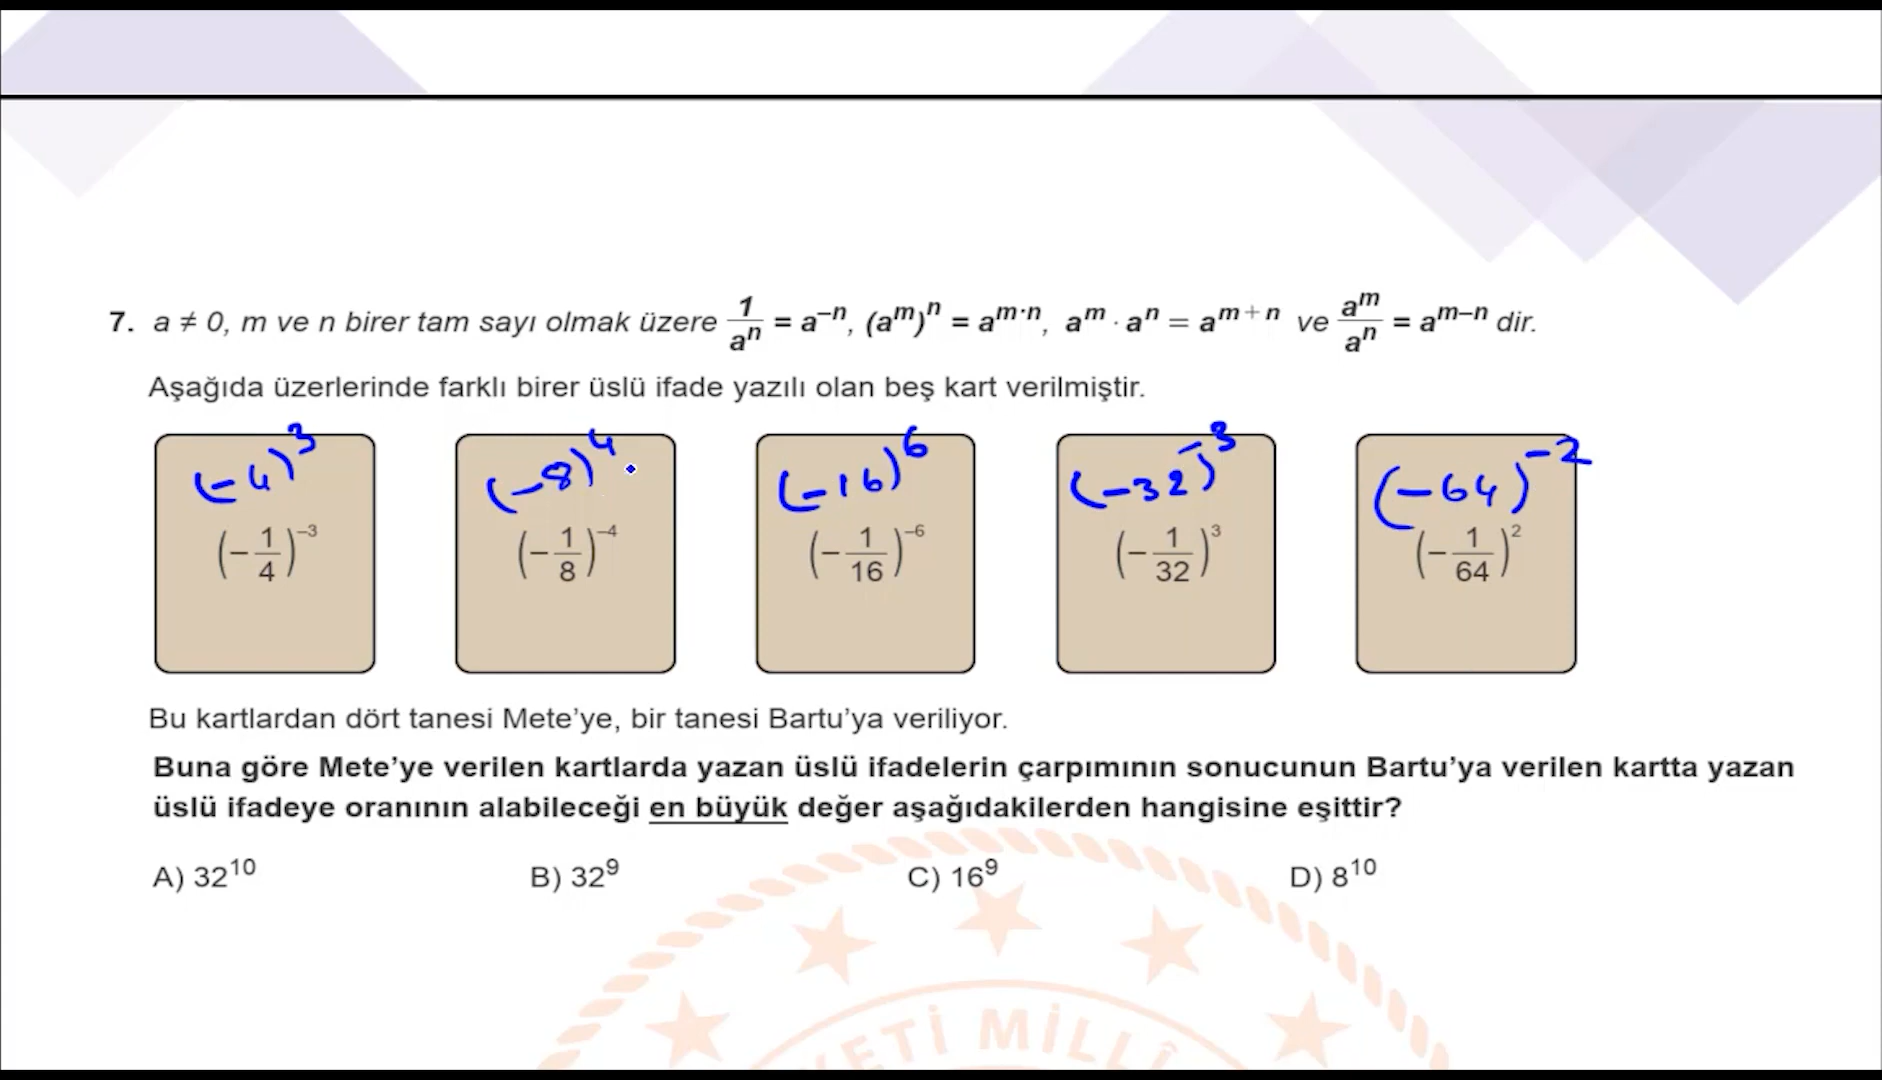 7. a ≠ 0, m ve n birer tam sayı olmak üzere 1/aⁿ = a⁻ⁿ, (aᵐ)ⁿ = aᵐ·ⁿ, aᵐ · aⁿ = aᵐ⁺ⁿ ve aᵐ/aⁿ = aᵐ⁻ⁿ dir.
Aşağıda üzerlerinde farklı birer üslü ifade yazılı olan beş kart verilmiştir.
(-4)³ (-8)⁴ (-16)⁶ (-32)⁻³ (-64)⁻²
(-1/4)⁻³ (-1/8)⁻⁴ (-1/16)⁻⁶ (-1/32)³ (-1/64)²
Bu kartlardan dört tanesi Mete'ye, bir tanesi Bartu'ya veriliyor.
Buna göre Mete'ye verilen kartlarda yazan üslü ifadelerin çarpımının sonucunun Bartu'ya verilen kartta yazan
üslü ifadeye oranının alabileceği en büyük değer aşağıdakilerden hangisine eşittir?
A) 32¹⁰ B) 32⁹ C) 16⁹ D) 8¹⁰
MİLLÎ